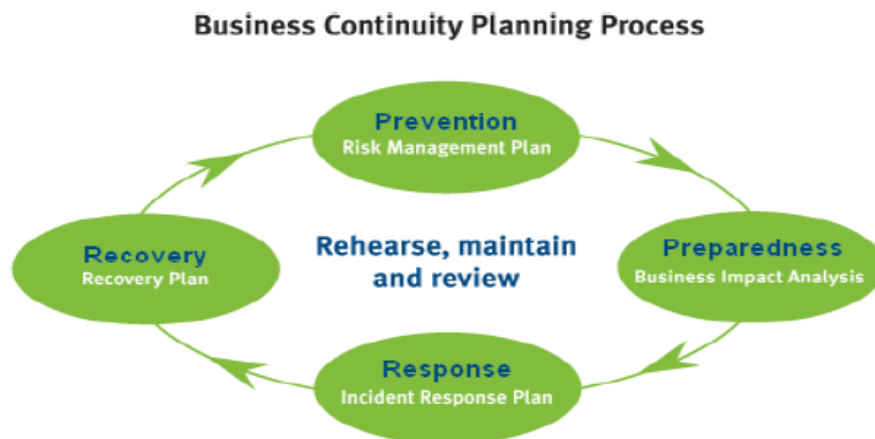 Business Continuity Planning Process
Prevention
Risk Management Plan
Recovery
Recovery Plan
Rehearse, maintain
and review
Preparedness
Business Impact Analysis
Response
Incident Response Plan